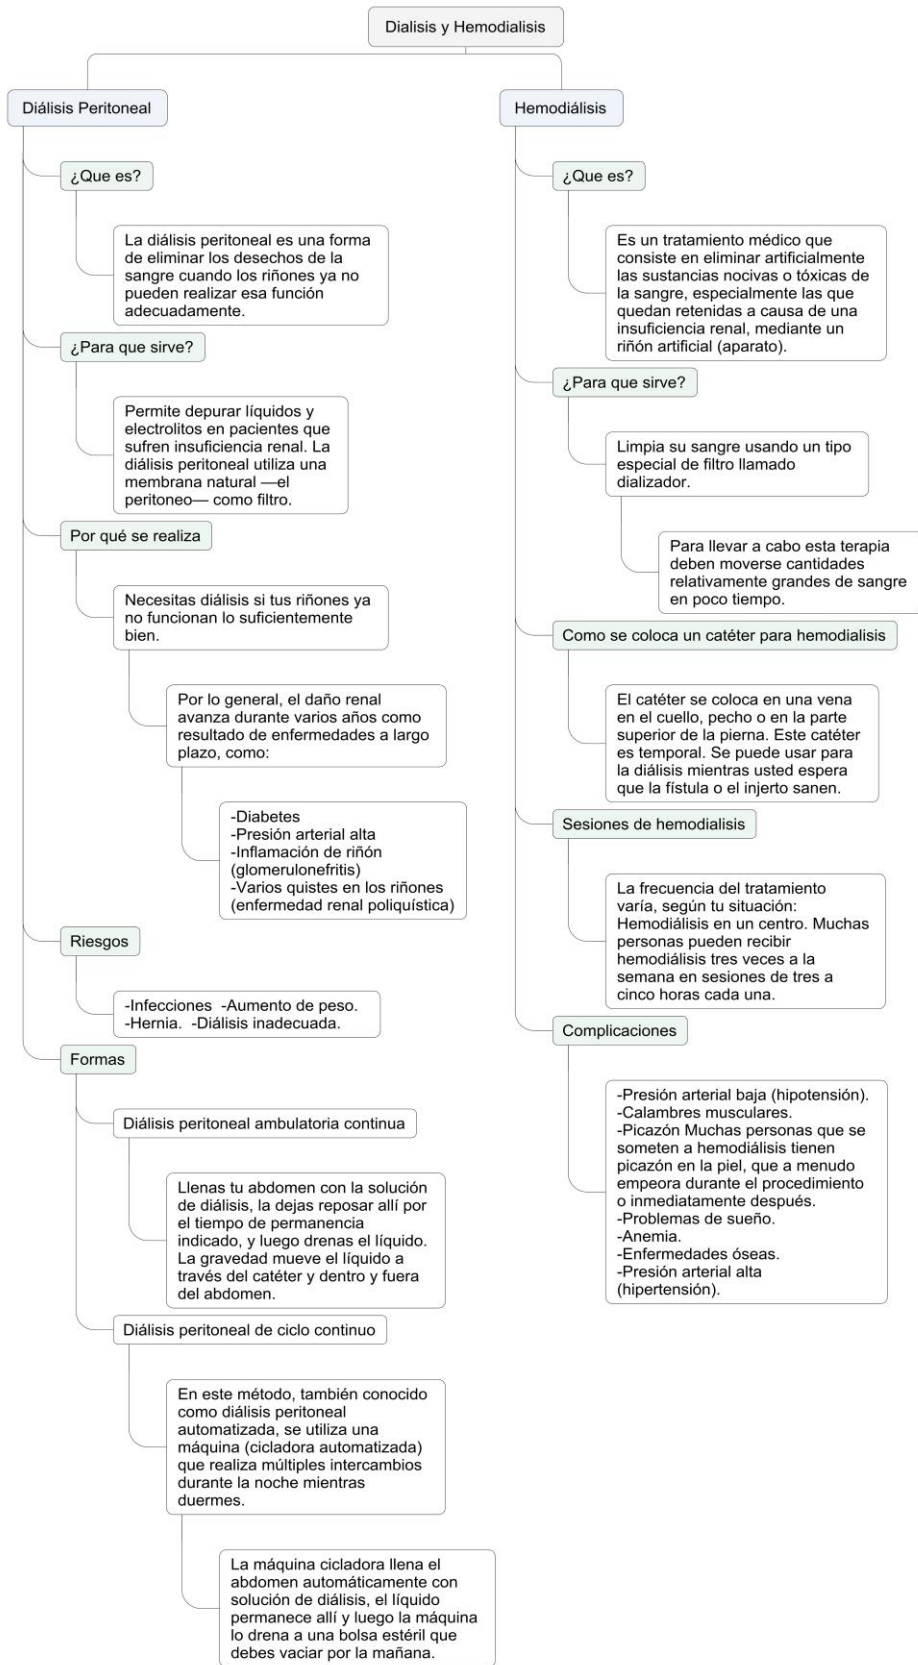 Dialisis y Hemodialisis
Diálisis Peritoneal
¿Que es?
La diálisis peritoneal es una forma
de eliminar los desechos de la
sangre cuando los riñones ya no
pueden realizar esa función
adecuadamente.
¿Para que sirve?
Permite depurar líquidos y
electrolitos en pacientes que
sufren insuficiencia renal. La
diálisis peritoneal utiliza una
membrana natural —el
peritoneo— como filtro.
Por qué se realiza
Necesitas diálisis si tus riñones ya
no funcionan lo suficientemente
bien.
Por lo general, el daño renal
avanza durante varios años como
resultado de enfermedades a largo
plazo, como:
-Diabetes
-Presión arterial alta
-Inflamación de riñón
(glomerulonefritis)
-Varios quistes en los riñones
(enfermedad renal poliquística)
Riesgos
-Infecciones -Aumento de peso.
-Hernia. -Diálisis inadecuada.
Formas
Diálisis peritoneal ambulatoria continua
Llenas tu abdomen con la solución
de diálisis, la dejas reposar allí por
el tiempo de permanencia
indicado, y luego drenas el líquido.
La gravedad mueve el líquido a
través del catéter y dentro y fuera
del abdomen.
Diálisis peritoneal de ciclo continuo
En este método, también conocido
como diálisis peritoneal
automatizada, se utiliza una
máquina (cicladora automatizada)
que realiza múltiples intercambios
durante la noche mientras
duermes.
La máquina cicladora llena el
abdomen automáticamente con
solución de diálisis, el líquido
permanece allí y luego la máquina
lo drena a una bolsa estéril que
debes vaciar por la mañana.
Hemodiálisis
¿Que es?
Es un tratamiento médico que
consiste en eliminar artificialmente
las sustancias nocivas o tóxicas de
la sangre, especialmente las que
quedan retenidas a causa de una
insuficiencia renal, mediante un
riñón artificial (aparato).
¿Para que sirve?
Limpia su sangre usando un tipo
especial de filtro llamado
dializador.
Para llevar a cabo esta terapia
deben moverse cantidades
relativamente grandes de sangre
en poco tiempo.
Como se coloca un catéter para hemodialisis
El catéter se coloca en una vena
en el cuello, pecho o en la parte
superior de la pierna. Este catéter
es temporal. Se puede usar para
la diálisis mientras usted espera
que la fístula o el injerto sanen.
Sesiones de hemodialisis
La frecuencia del tratamiento
varía, según tu situación:
Hemodiálisis en un centro. Muchas
personas pueden recibir
hemodiálisis tres veces a la
semana en sesiones de tres a
cinco horas cada una.
Complicaciones
-Presión arterial baja (hipotensión).
-Calambres musculares.
-Picazón Muchas personas que se
someten a hemodiálisis tienen
picazón en la piel, que a menudo
empeora durante el procedimiento
o inmediatamente después.
-Problemas de sueño.
-Anemia.
-Enfermedades óseas.
-Presión arterial alta
(hipertensión).